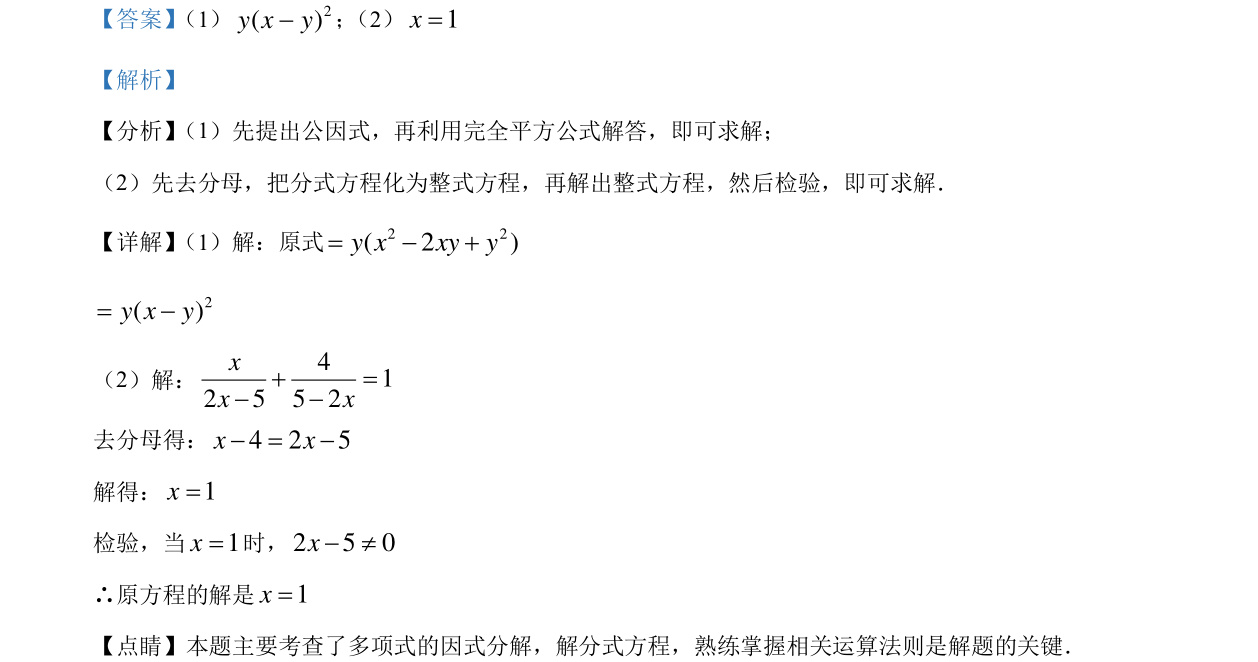 【答案】（1） y(x－y)²；（2） x＝1
【解析】
【分析】（1）先提出公因式，再利用完全平方公式解答，即可求解；
（2）先去分母，把分式方程化为整式方程，再解出整式方程，然后检验，即可求解．
【详解】（1）解：原式＝ y(x²－2xy＋y²)
＝ y(x－y)²
（2）解： x/(2x－5)＋4/(5－2x)＝1
去分母得： x－4＝2x－5
解得： x＝1
检验，当 x＝1 时， 2x－5≠0
∴原方程的解是 x＝1
【点睛】本题主要考查了多项式的因式分解，解分式方程，熟练掌握相关运算法则是解题的关键．